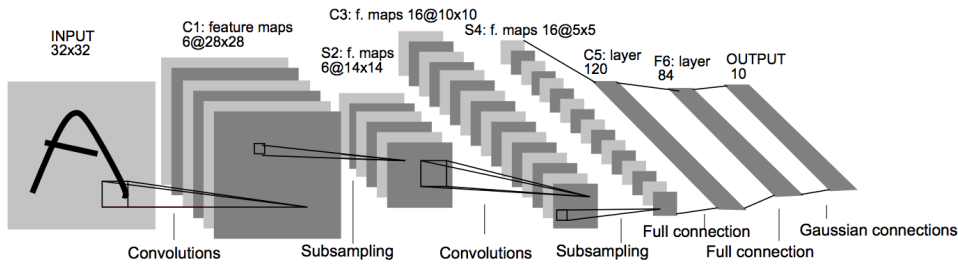 INPUT
32x32
C1: feature maps
6@28x28
S2: f. maps
6@14x14
C3: f. maps 16@10x10
S4: f. maps 16@5x5
C5: layer
120
F6: layer
84
OUTPUT
10
Convolutions
Subsampling
Convolutions
Subsampling
Full connection
Full connection
Gaussian connections
A